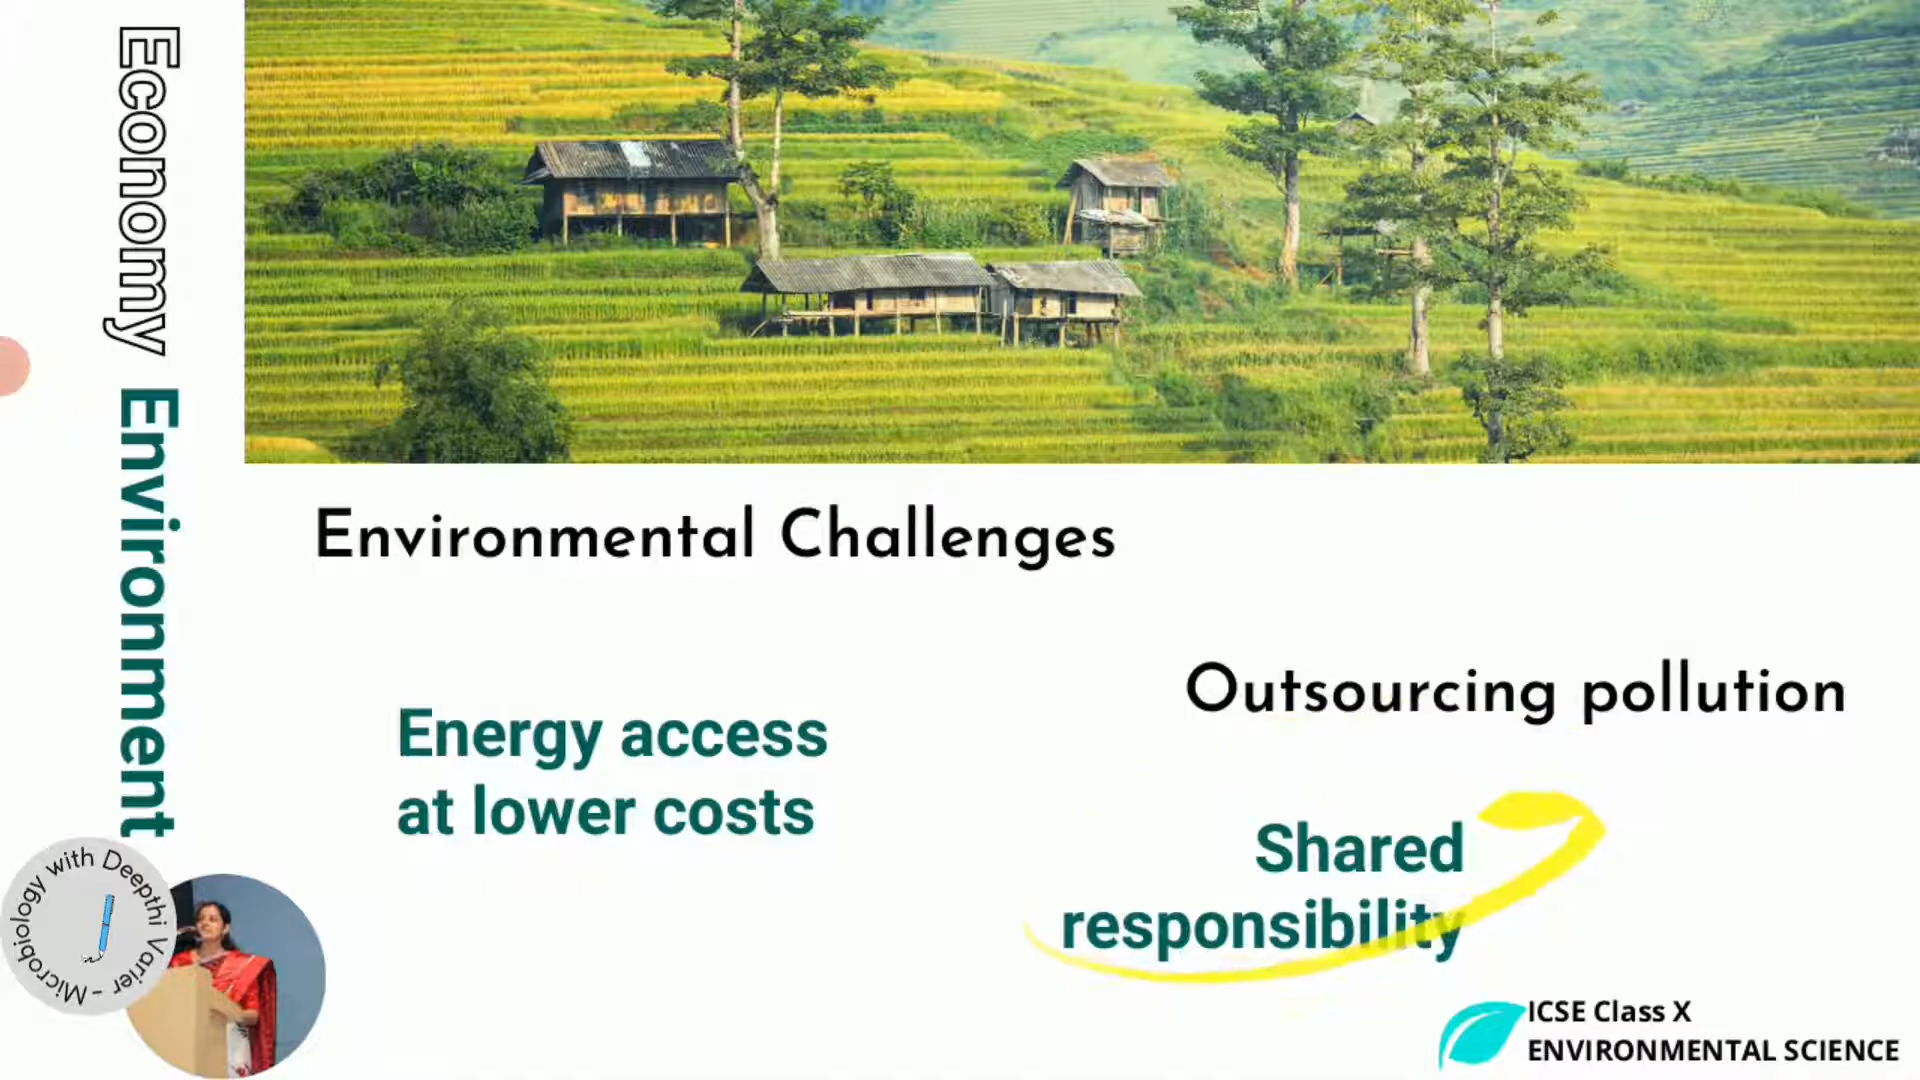 Economy Environment
Environmental Challenges
Outsourcing pollution
Energy access
at lower costs
Shared
responsibility
Microbiology with Deepthi Varier -
ICSE Class X
ENVIRONMENTAL SCIENCE